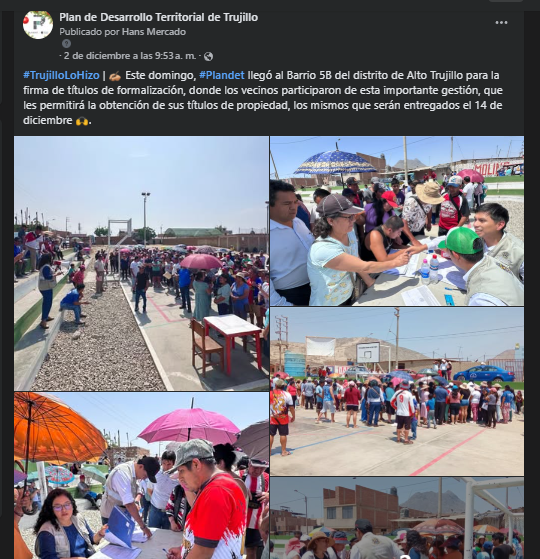 Plan de Desarrollo Territorial de Trujillo
Publicado por Hans Mercado
· 2 de diciembre a las 9:53 a. m. ·
#TrujilloLoHizo | ✍ Este domingo, #Plandet llegó al Barrio 5B del distrito de Alto Trujillo para la
firma de títulos de formalización, donde los vecinos participaron de esta importante gestión, que
les permitirá la obtención de sus títulos de propiedad, los mismos que serán entregados el 14 de
diciembre 🙌.